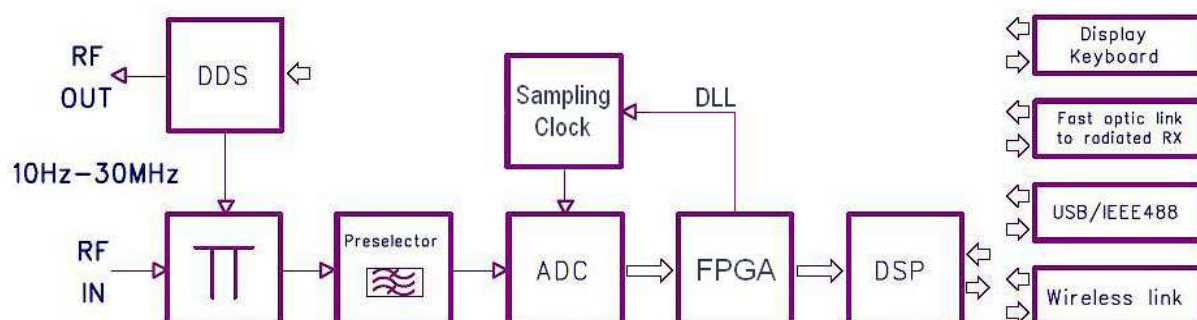 RF
OUT
DDS
10Hz-30MHz
RF
IN
Preselector
Sampling
Clock
DLL
ADC
FPGA
DSP
Display
Keyboard
Fast optic link
to radiated RX
USB/IEEE488
Wireless link